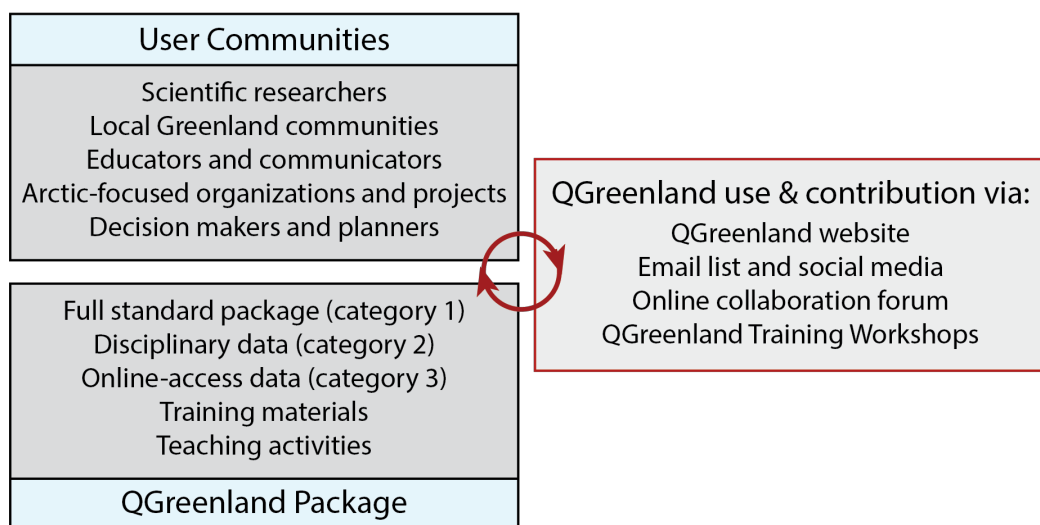 User Communities
Scientific researchers
Local Greenland communities
Educators and communicators
Arctic-focused organizations and projects
Decision makers and planners
QGreenland use & contribution via:
QGreenland website
Email list and social media
Online collaboration forum
QGreenland Training Workshops
Full standard package (category 1)
Disciplinary data (category 2)
Online-access data (category 3)
Training materials
Teaching activities
QGreenland Package